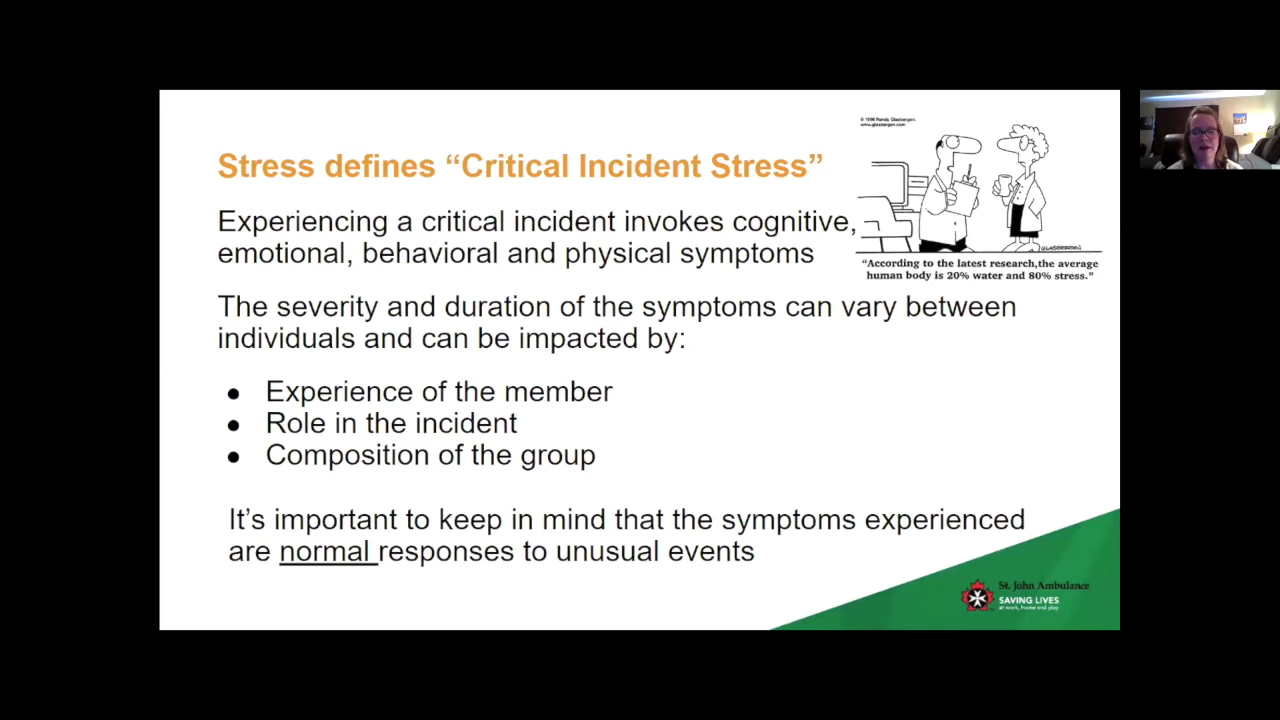 Stress defines “Critical Incident Stress”
© 1996 Randy Glasbergen.
www.glasbergen.com
Experiencing a critical incident invokes cognitive,
emotional, behavioral and physical symptoms
GLASBERGEN
“According to the latest research,the average
human body is 20% water and 80% stress.”
The severity and duration of the symptoms can vary between
individuals and can be impacted by:
● Experience of the member
● Role in the incident
● Composition of the group
It’s important to keep in mind that the symptoms experienced
are normal responses to unusual events
St. John Ambulance
SAVING LIVES
at work, home and play